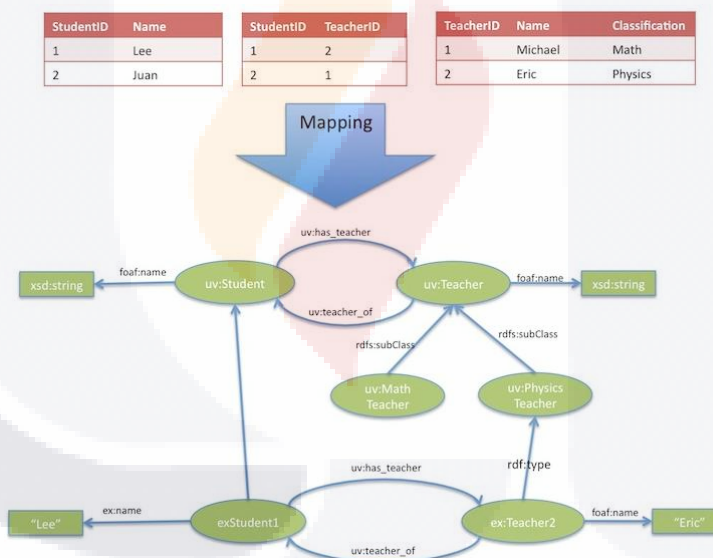 StudentID Name
1 Lee
2 Juan
StudentID TeacherID
1 2
2 1
TeacherID Name Classification
1 Michael Math
2 Eric Physics
Mapping
uv:has_teacher
foaf:name
foaf:name
xsd:string
uv:Student
uv:Teacher
xsd:string
uv:teacher_of
rdfs:subClass
rdfs:subClass
uv:Math
Teacher
uv:Physics
Teacher
rdf:type
uv:has_teacher
ex:name
foaf:name
"Lee"
exStudent1
ex:Teacher2
"Eric"
uv:teacher_of